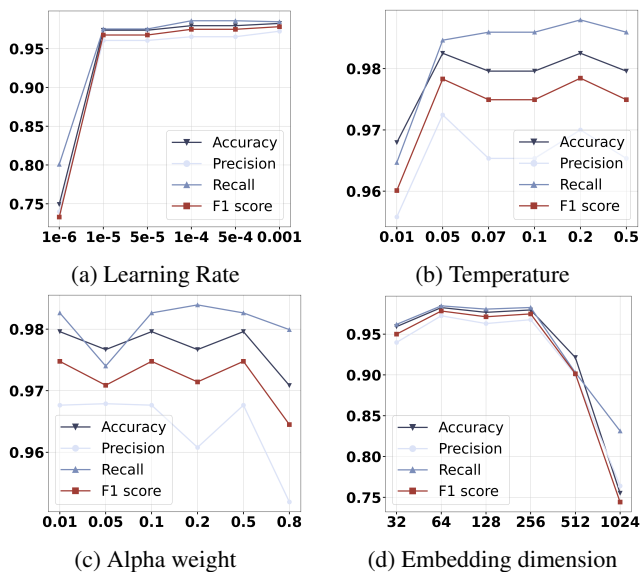 0.95
0.90
0.85
0.80
0.75
1e-6 1e-5 5e-5 1e-4 5e-4 0.001
Accuracy
Precision
Recall
F1 score
(a) Learning Rate
0.98
0.97
0.96
0.01 0.05 0.07 0.1 0.2 0.5
Accuracy
Precision
Recall
F1 score
(b) Temperature
0.98
0.97
0.96
0.01 0.05 0.1 0.2 0.5 0.8
Accuracy
Precision
Recall
F1 score
(c) Alpha weight
0.95
0.90
0.85
0.80
0.75
32 64 128 256 512 1024
Accuracy
Precision
Recall
F1 score
(d) Embedding dimension